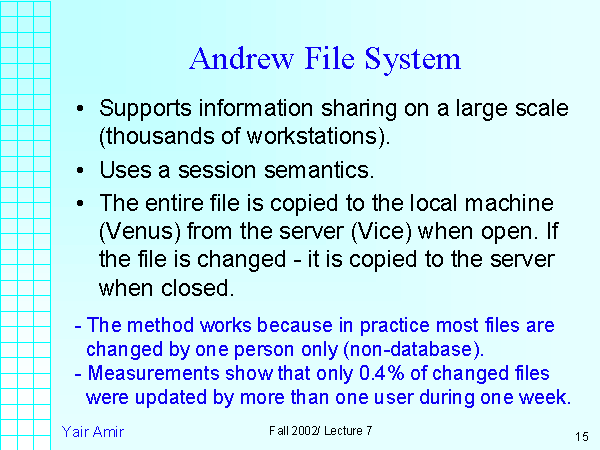 Andrew File System
• Supports information sharing on a large scale
(thousands of workstations).
• Uses a session semantics.
• The entire file is copied to the local machine
(Venus) from the server (Vice) when open. If
the file is changed - it is copied to the server
when closed.
- The method works because in practice most files are
changed by one person only (non-database).
- Measurements show that only 0.4% of changed files
were updated by more than one user during one week.
Yair Amir
Fall 2002/ Lecture 7
15